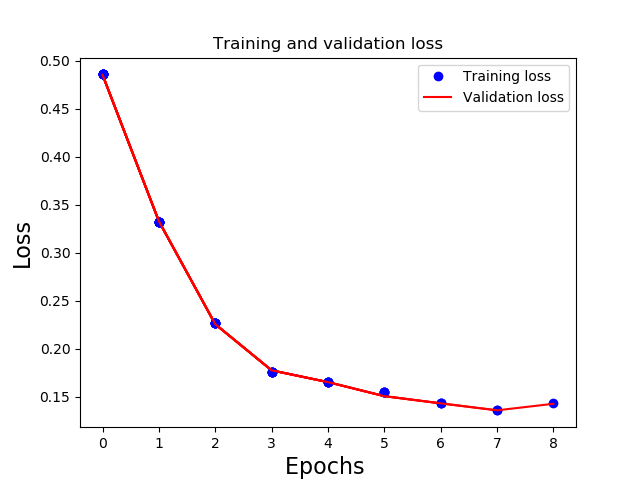 Training and validation loss
Training loss
Validation loss
0.50
0.45
0.40
0.35
0.30
0.25
0.20
0.15
Loss
0 1 2 3 4 5 6 7 8
Epochs